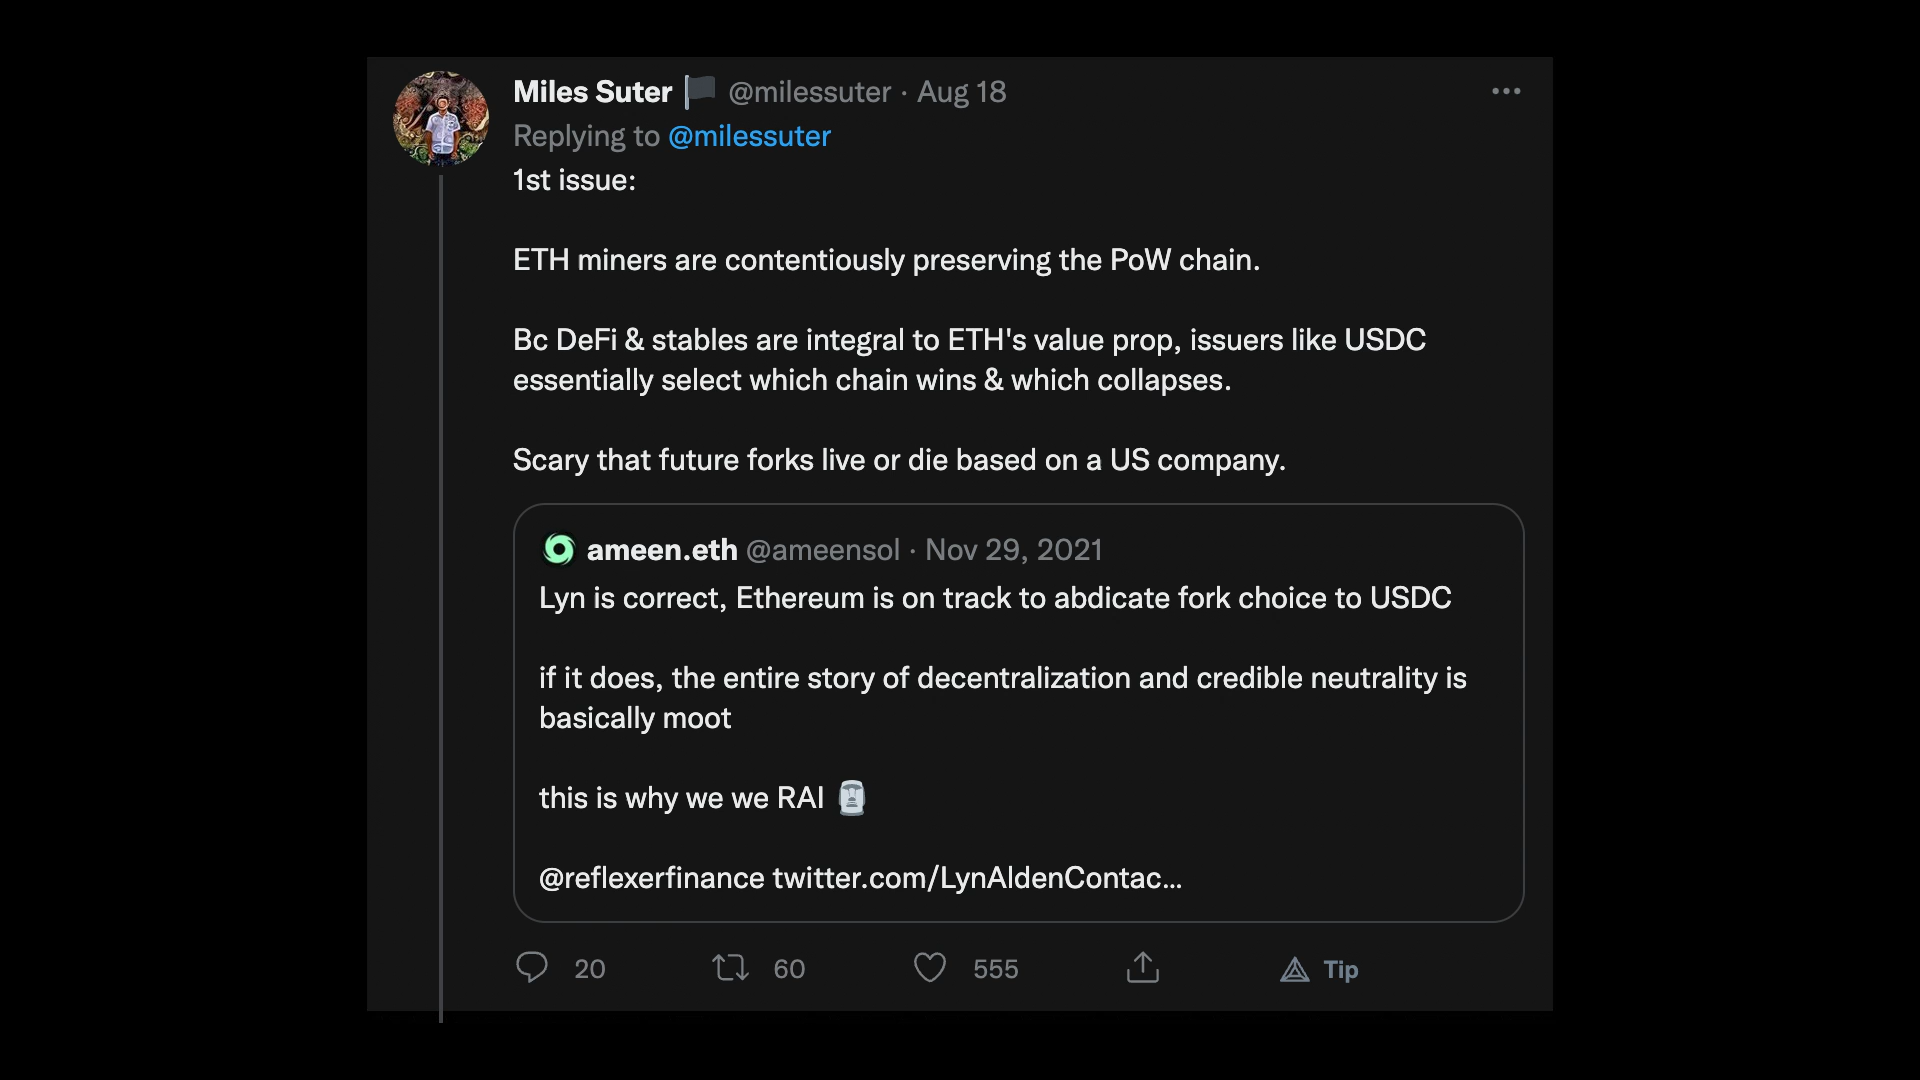 Miles Suter 🏴 @milessuter · Aug 18
Replying to @milessuter
1st issue:
ETH miners are contentiously preserving the PoW chain.
Bc DeFi & stables are integral to ETH's value prop, issuers like USDC
essentially select which chain wins & which collapses.
Scary that future forks live or die based on a US company.
ameen.eth @ameensol · Nov 29, 2021
Lyn is correct, Ethereum is on track to abdicate fork choice to USDC
if it does, the entire story of decentralization and credible neutrality is
basically moot
this is why we we RAI 🗿
@reflexerfinance twitter.com/LynAldenContac...
20 60 555 Tip